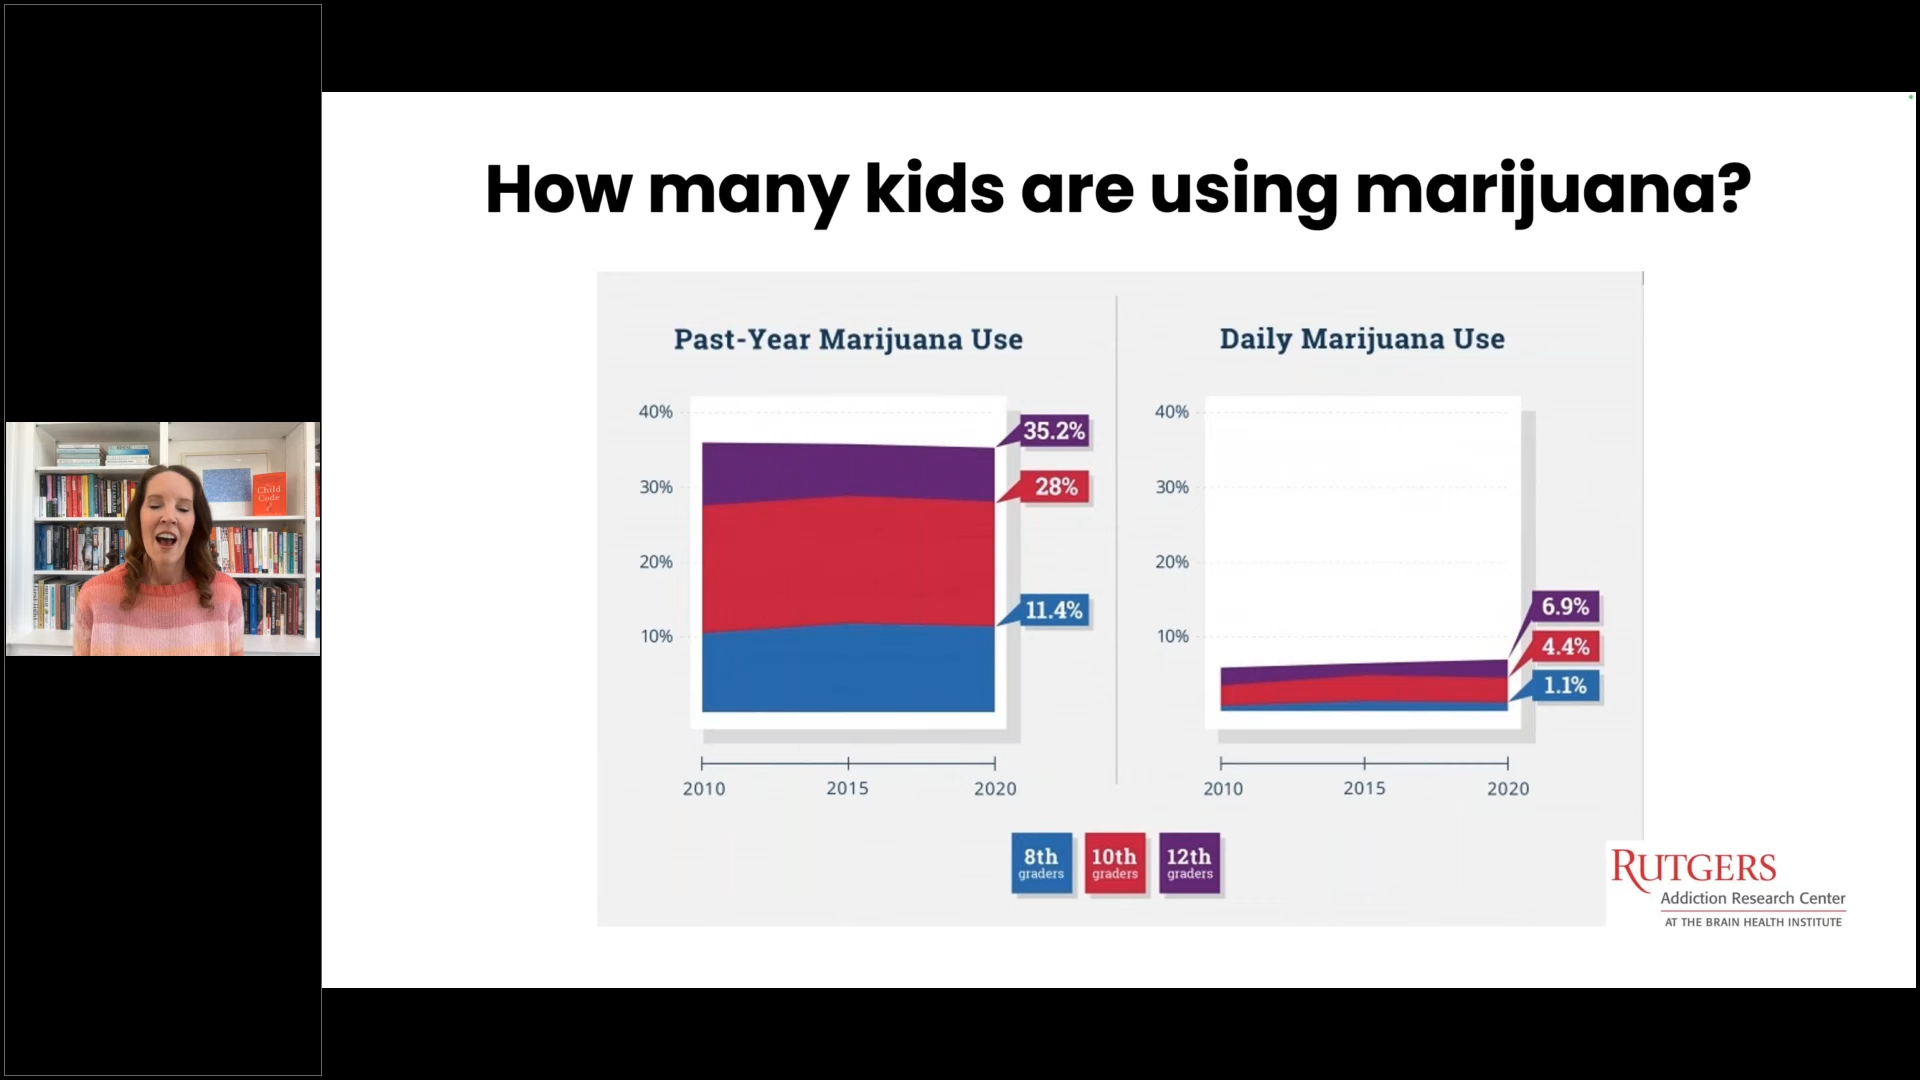 How many kids are using marijuana?
Past-Year Marijuana Use
40%
30%
20%
10%
35.2%
28%
11.4%
2010 2015 2020
Daily Marijuana Use
40%
30%
20%
10%
6.9%
4.4%
1.1%
2010 2015 2020
8th
graders
10th
graders
12th
graders
RUTGERS
Addiction Research Center
AT THE BRAIN HEALTH INSTITUTE
Child
Code